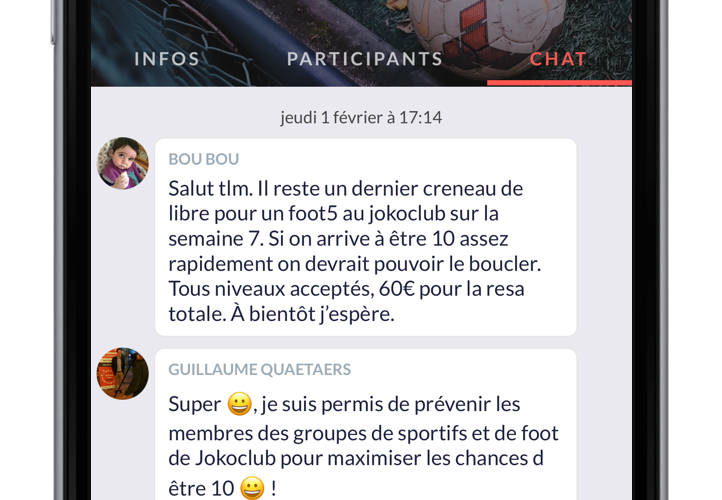 INFOS PARTICIPANTS CHAT
jeudi 1 février à 17:14
BOU BOU
Salut tlm. Il reste un dernier creneau de
libre pour un foot5 au jokoclub sur la
semaine 7. Si on arrive à être 10 assez
rapidement on devrait pouvoir le boucler.
Tous niveaux acceptés, 60€ pour la resa
totale. À bientôt j'espère.
GUILLAUME QUAETAERS
Super 😀, je suis permis de prévenir les
membres des groupes de sportifs et de foot
de Jokoclub pour maximiser les chances d
être 10 😀 !